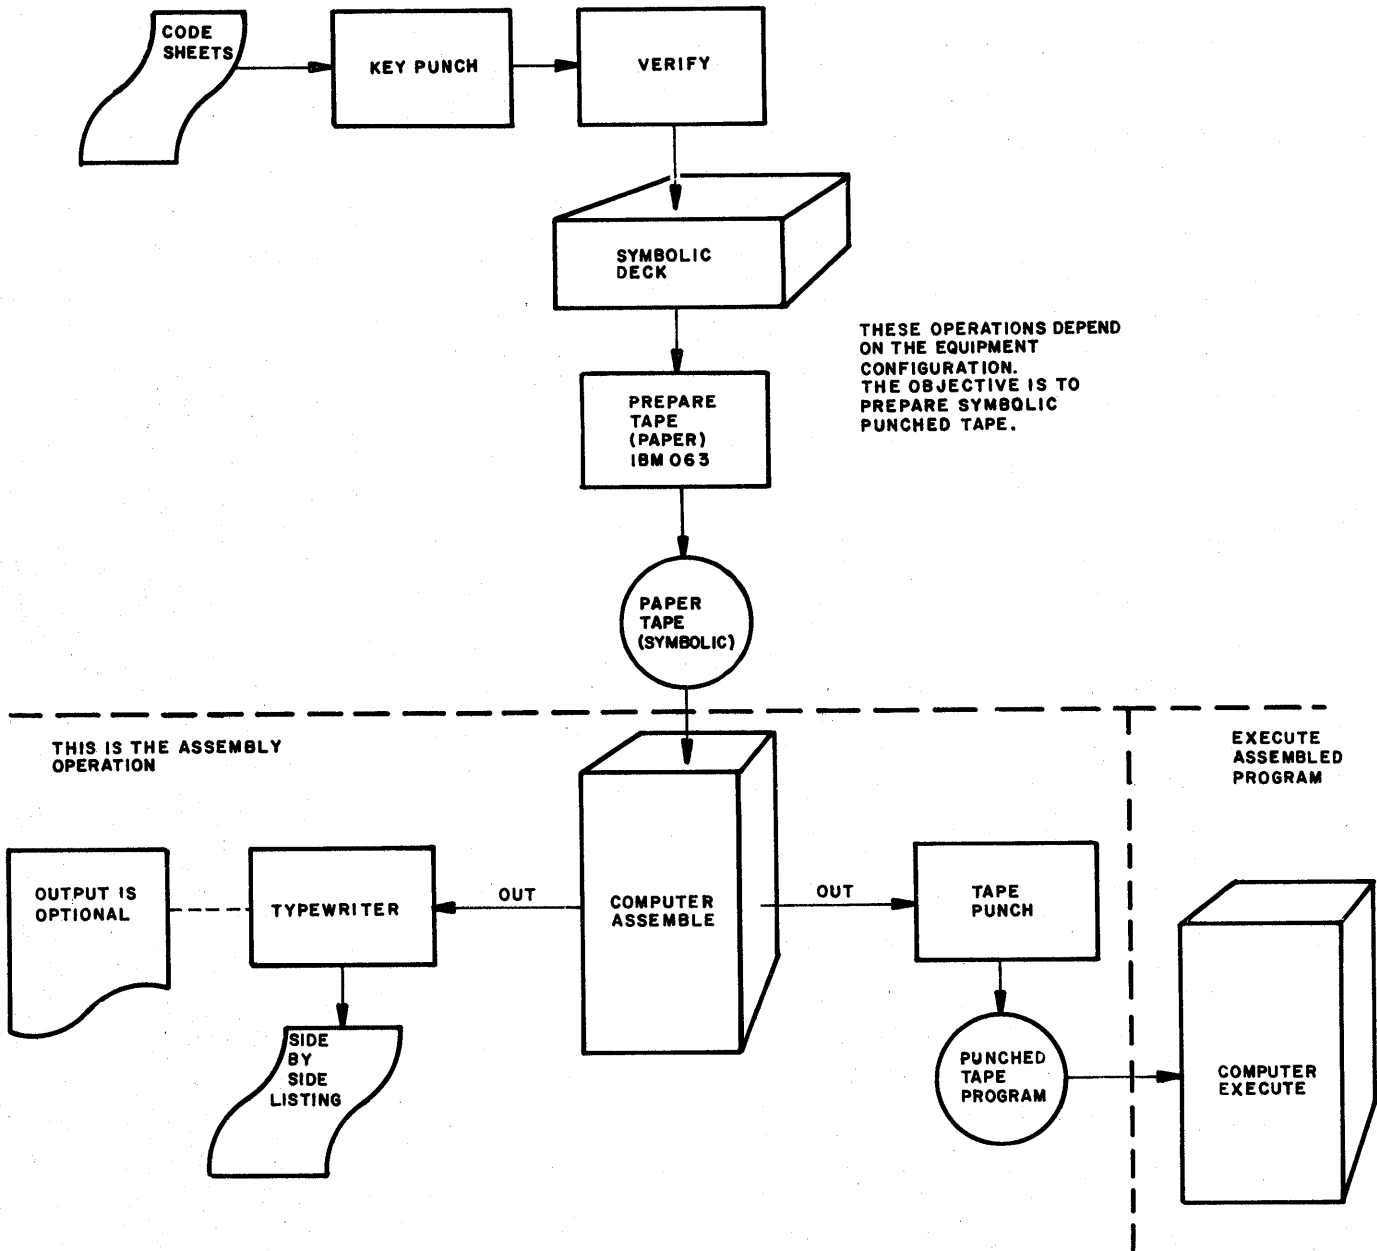 CODE
SHEETS
KEY PUNCH
VERIFY
SYMBOLIC
DECK
THESE OPERATIONS DEPEND
ON THE EQUIPMENT
CONFIGURATION.
THE OBJECTIVE IS TO
PREPARE SYMBOLIC
PUNCHED TAPE.
PREPARE
TAPE
(PAPER)
IBM 063
PAPER
TAPE
(SYMBOLIC)
THIS IS THE ASSEMBLY
OPERATION
EXECUTE
ASSEMBLED
PROGRAM
OUTPUT IS
OPTIONAL
TYPEWRITER
OUT
COMPUTER
ASSEMBLE
OUT
TAPE
PUNCH
SIDE
BY
SIDE
LISTING
PUNCHED
TAPE
PROGRAM
COMPUTER
EXECUTE